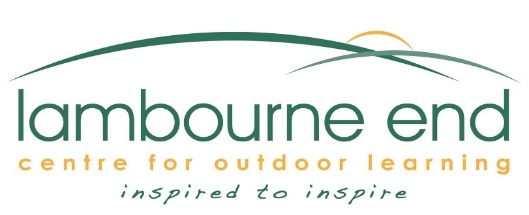 lambourne end
centre for outdoor learning
inspired to inspire